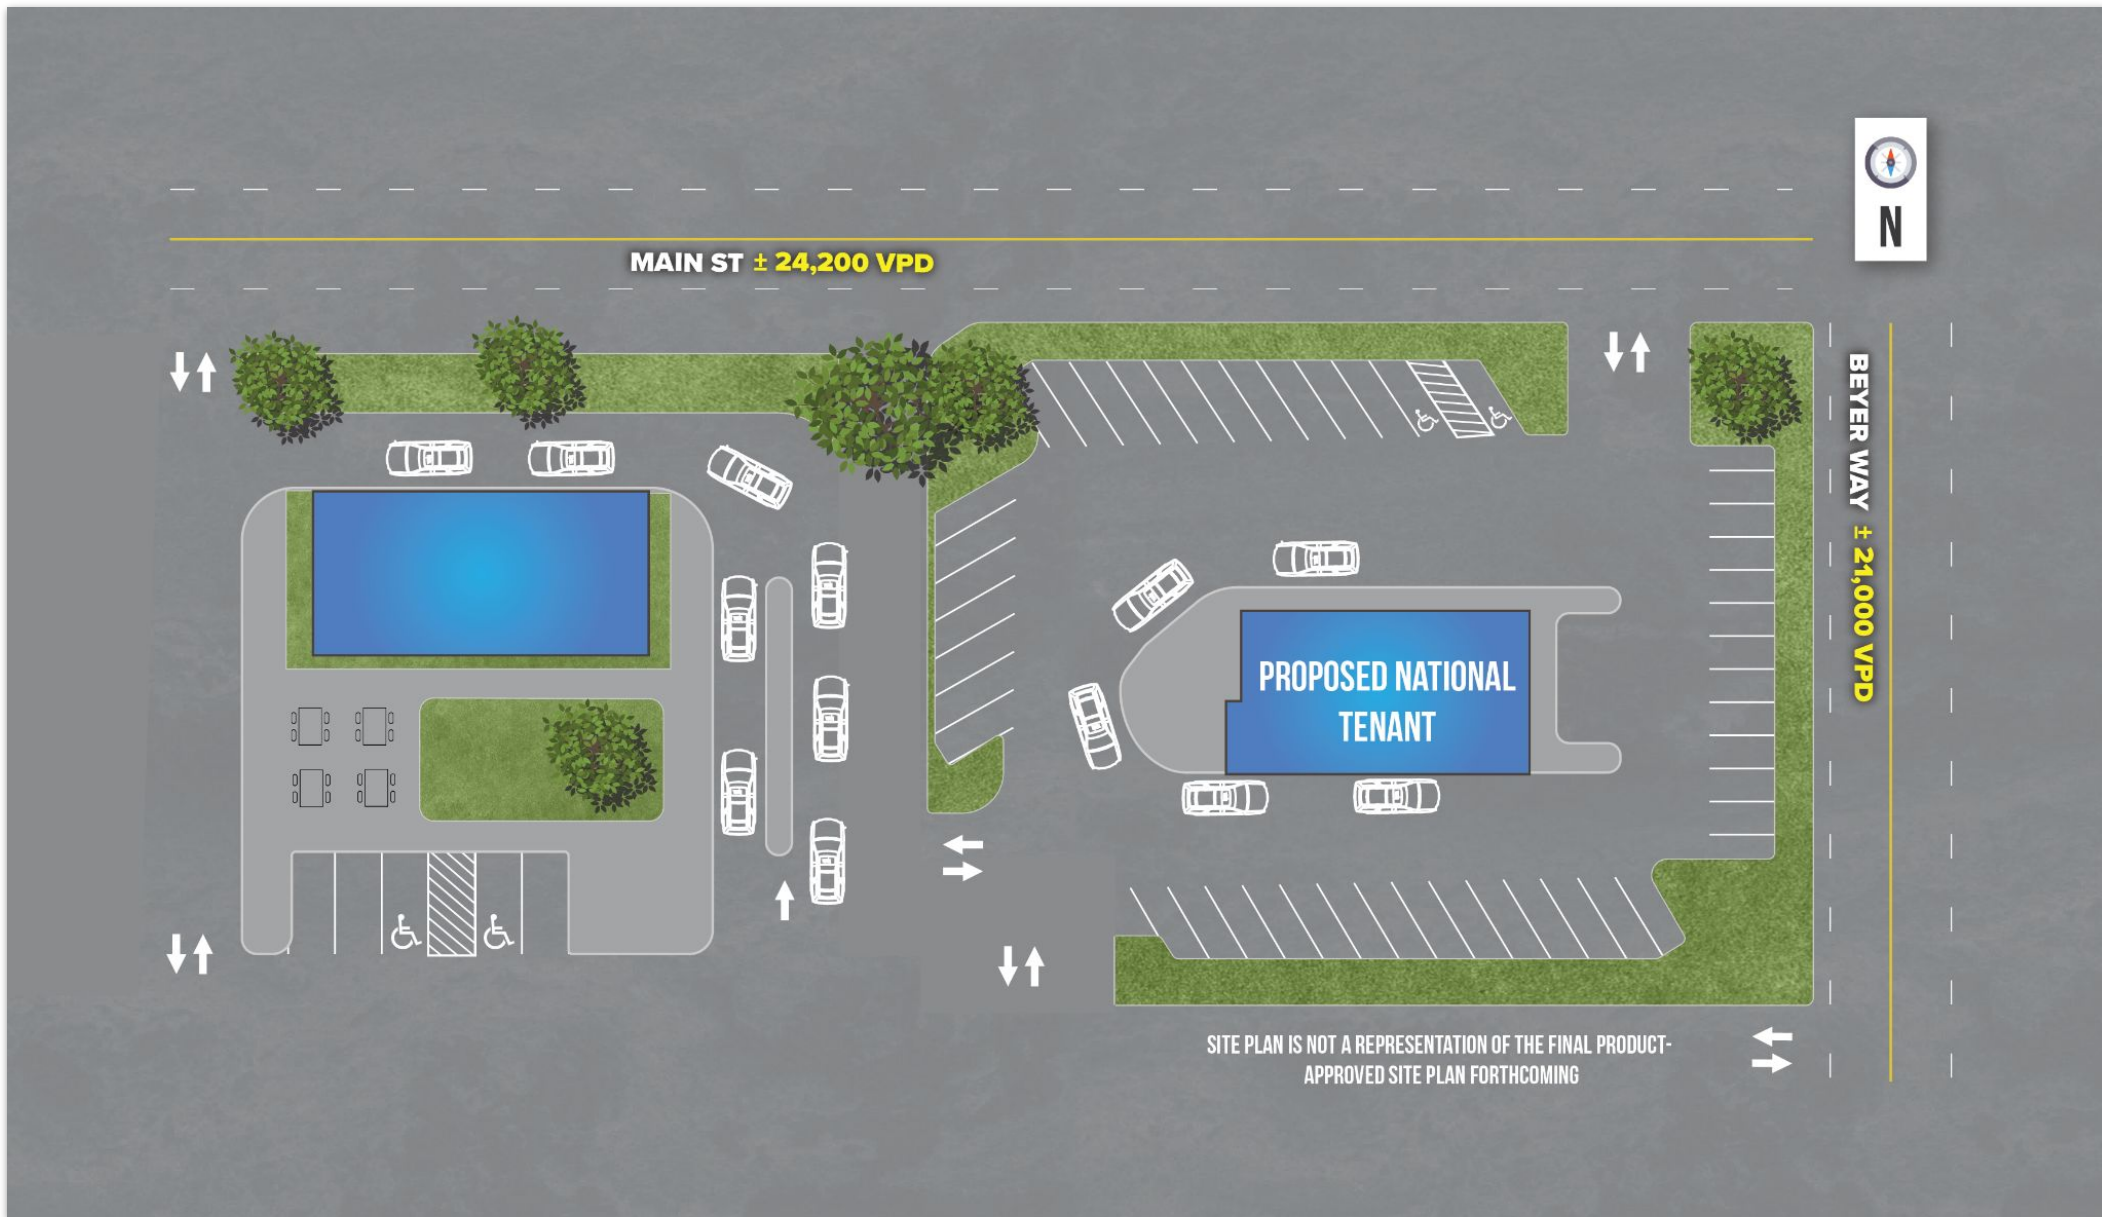 N
MAIN ST ± 24,200 VPD
BEYER WAY ± 21,000 VPD
PROPOSED NATIONAL
TENANT
SITE PLAN IS NOT A REPRESENTATION OF THE FINAL PRODUCT-
APPROVED SITE PLAN FORTHCOMING